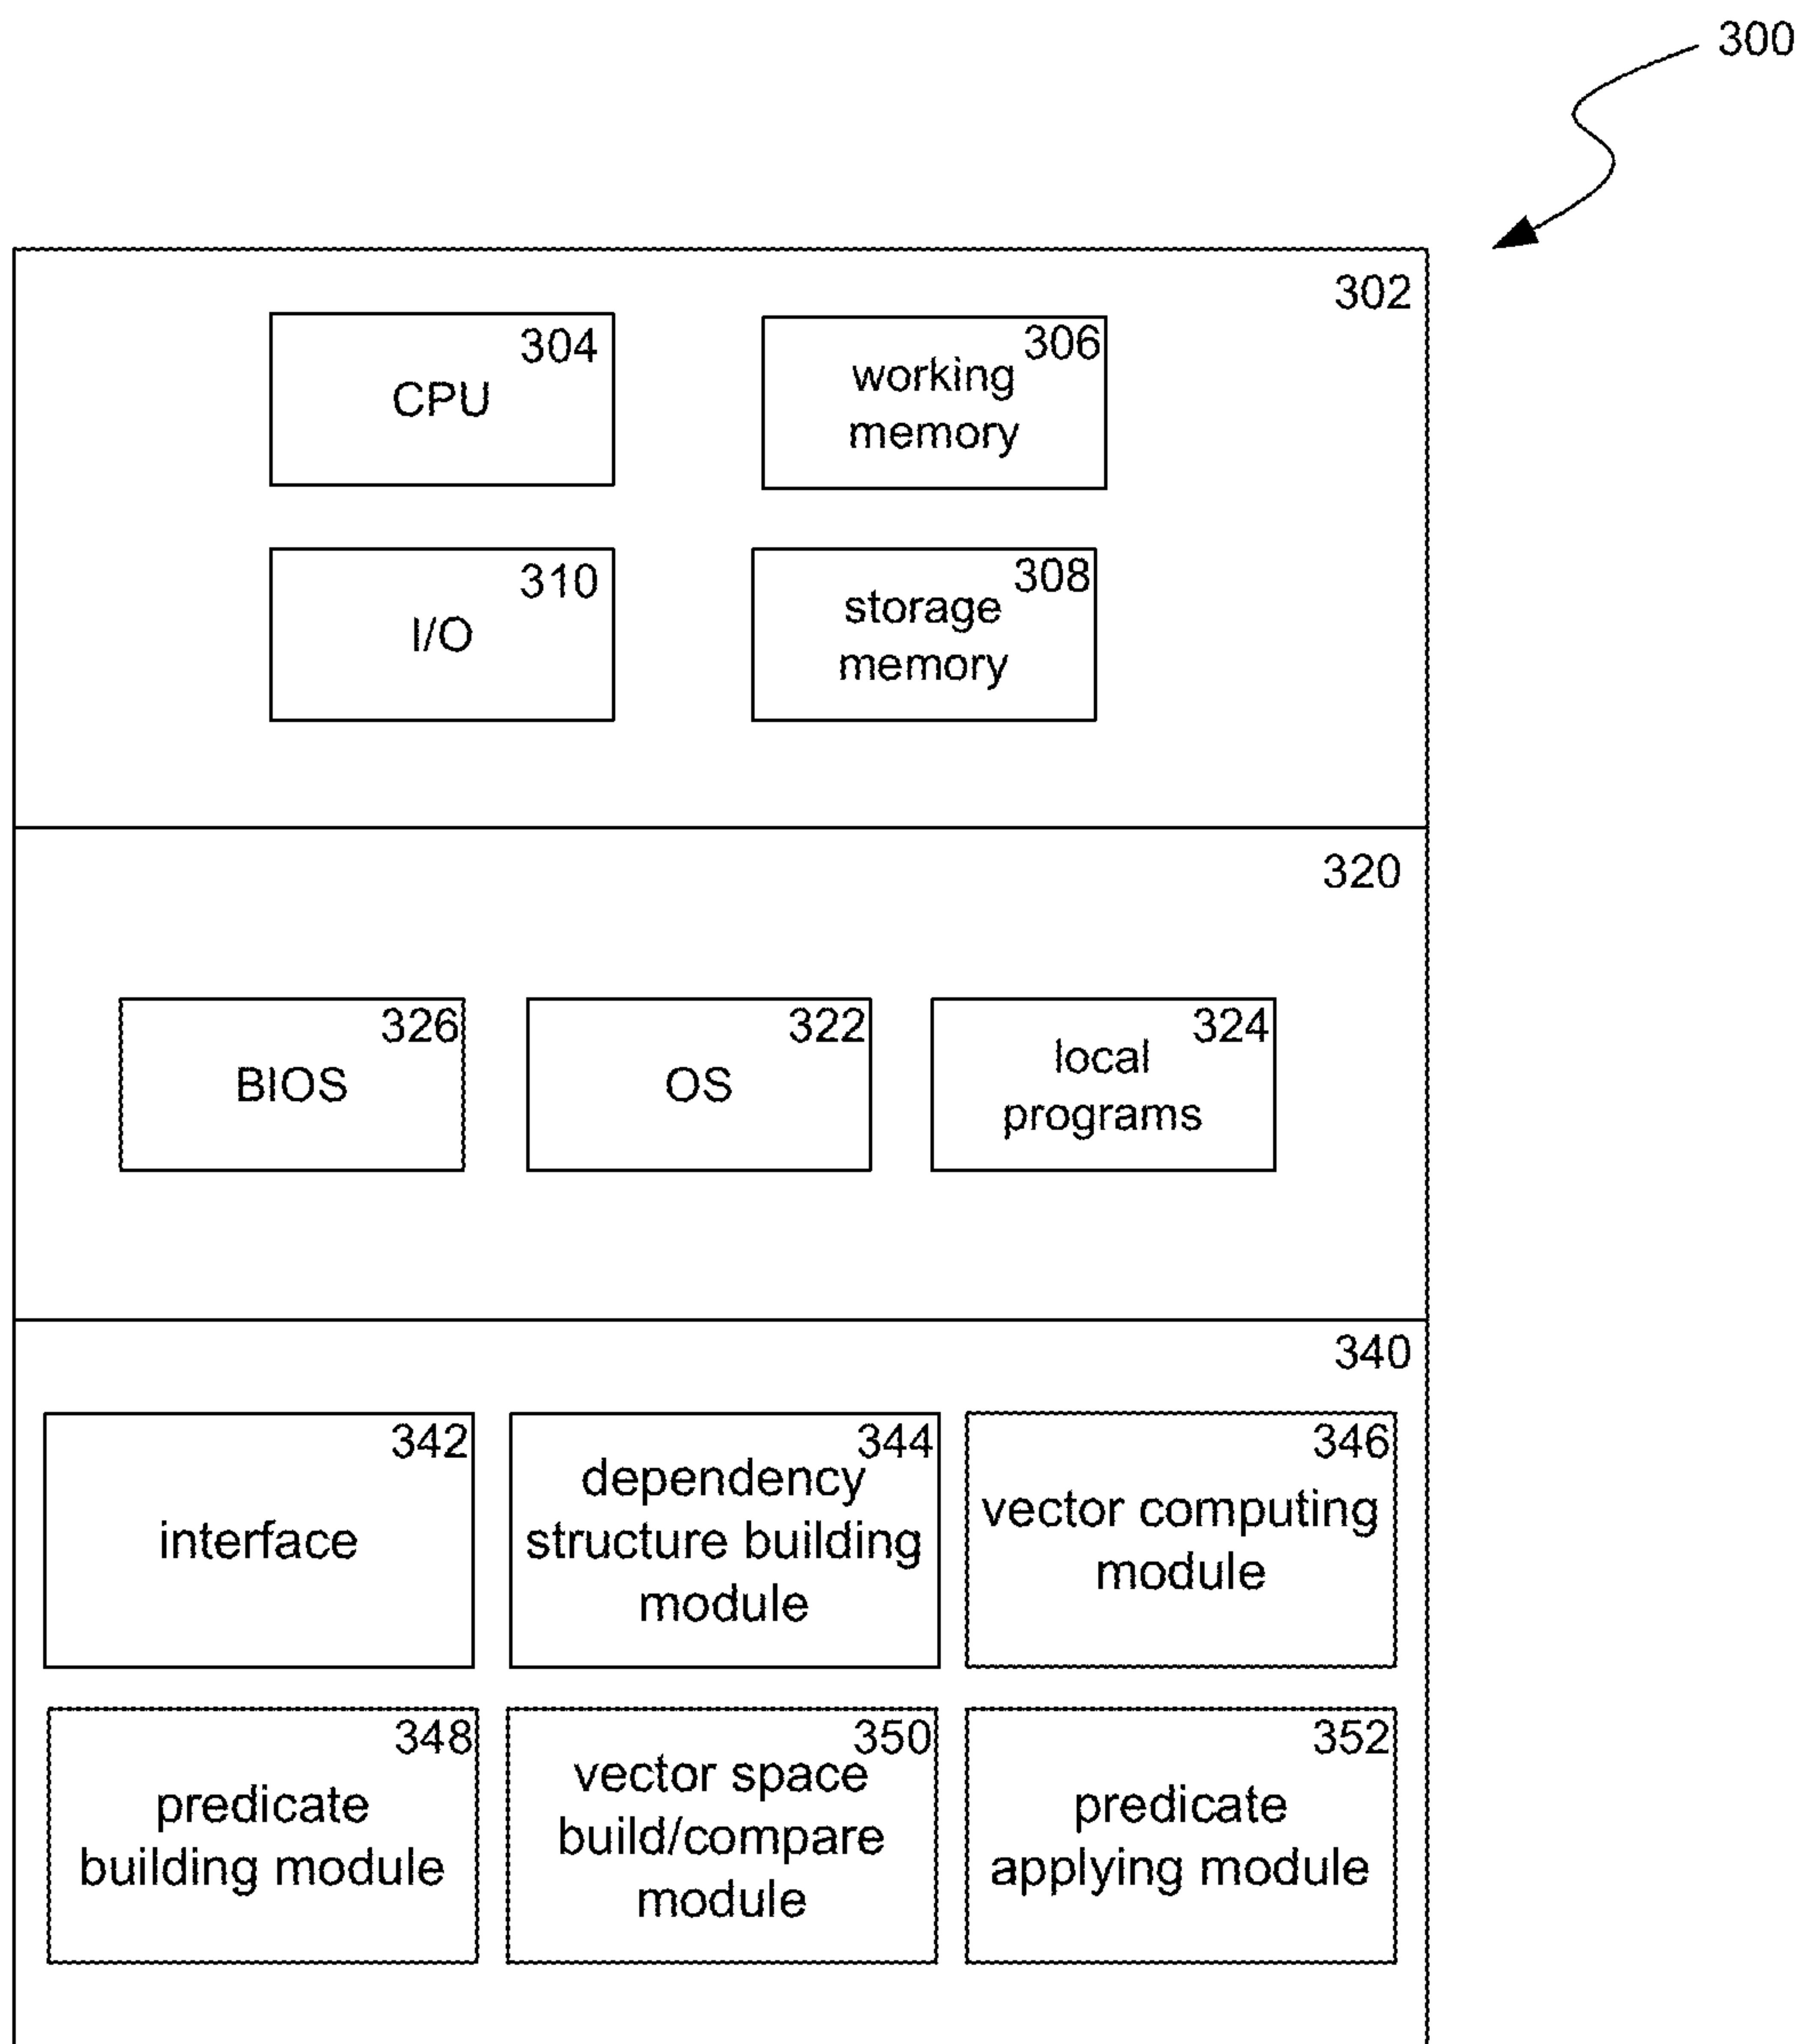 300
302
304
CPU
306
working
memory
310
I/O
308
storage
memory
320
326
BIOS
322
OS
324
local
programs
340
342
interface
344
dependency
structure building
module
346
vector computing
module
348
predicate
building module
350
vector space
build/compare
module
352
predicate
applying module